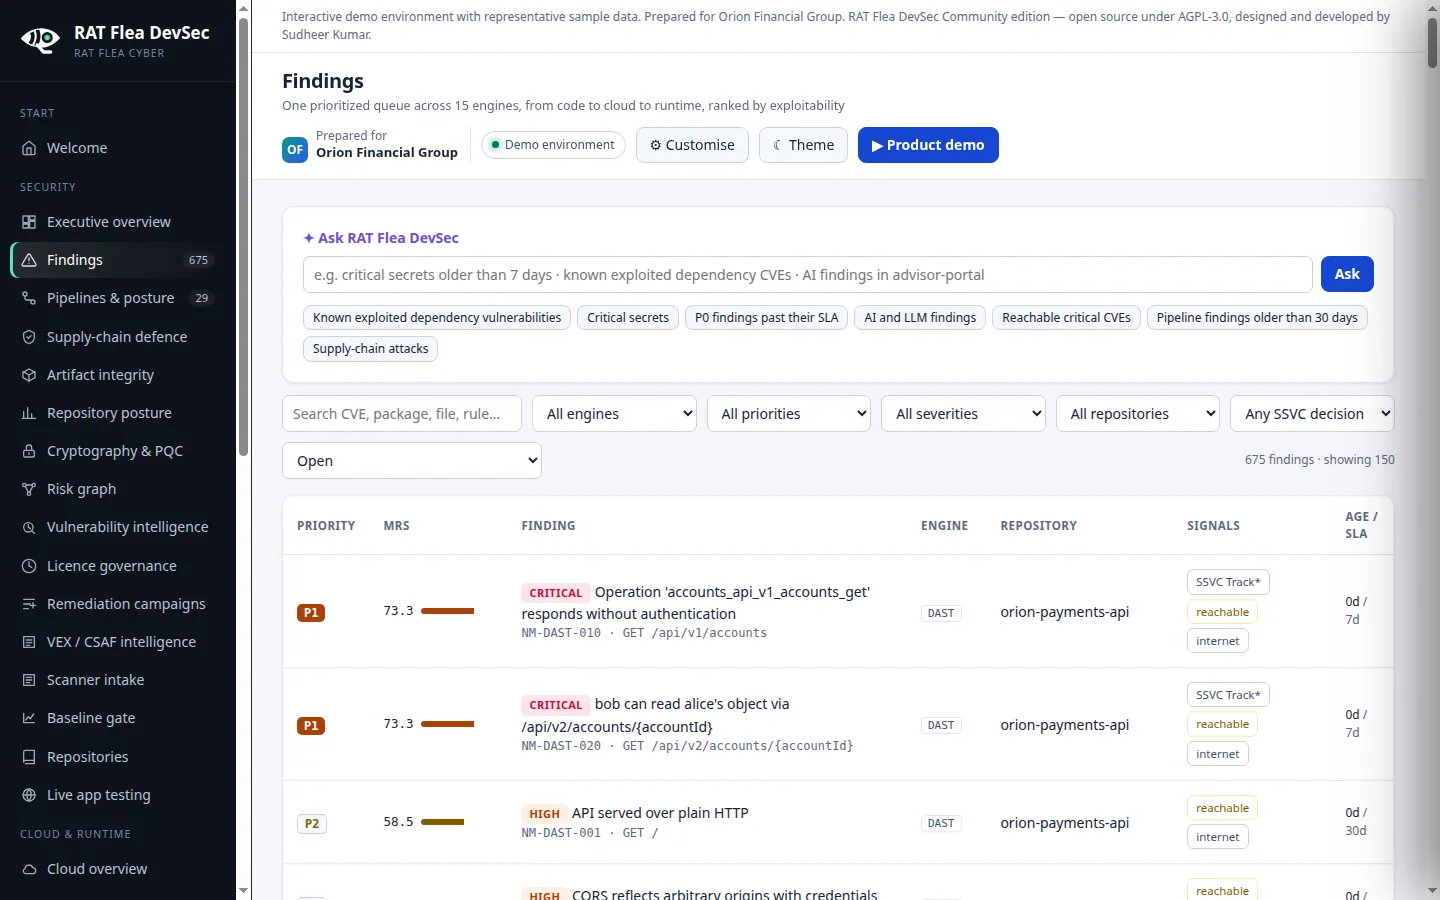 RAT Flea DevSec
RAT FLEA CYBER
START
Welcome
SECURITY
Executive overview
Findings 675
Pipelines & posture 29
Supply-chain defence
Artifact integrity
Repository posture
Cryptography & PQC
Risk graph
Vulnerability intelligence
Licence governance
Remediation campaigns
VEX / CSAF intelligence
Scanner intake
Baseline gate
Repositories
Live app testing
CLOUD & RUNTIME
Cloud overview
Interactive demo environment with representative sample data. Prepared for Orion Financial Group. RAT Flea DevSec Community edition — open source under AGPL-3.0, designed and developed by
Sudheer Kumar.
Findings
One prioritized queue across 15 engines, from code to cloud to runtime, ranked by exploitability
OF
Prepared for
Orion Financial Group
Demo environment
⚙ Customise
☾ Theme
▶ Product demo
✦ Ask RAT Flea DevSec
e.g. critical secrets older than 7 days · known exploited dependency CVEs · AI findings in advisor-portal
Ask
Known exploited dependency vulnerabilities
Critical secrets
P0 findings past their SLA
AI and LLM findings
Reachable critical CVEs
Pipeline findings older than 30 days
Supply-chain attacks
Search CVE, package, file, rule...
All engines
All priorities
All severities
All repositories
Any SSVC decision
Open
675 findings · showing 150
PRIORITY MRS FINDING ENGINE REPOSITORY SIGNALS AGE /
SLA
P1 73.3
CRITICAL Operation 'accounts_api_v1_accounts_get'
responds without authentication
NM-DAST-010 · GET /api/v1/accounts
DAST
orion-payments-api
SSVC Track*
reachable
internet
0d /
7d
P1 73.3
CRITICAL bob can read alice's object via
/api/v2/accounts/{accountId}
NM-DAST-020 · GET /api/v2/accounts/{accountId}
DAST
orion-payments-api
SSVC Track*
reachable
internet
0d /
7d
P2 58.5
HIGH API served over plain HTTP
NM-DAST-001 · GET /
DAST
orion-payments-api
reachable
internet
0d /
30d
HIGH CORS reflects arbitrary origins with credentials
reachable
0d /